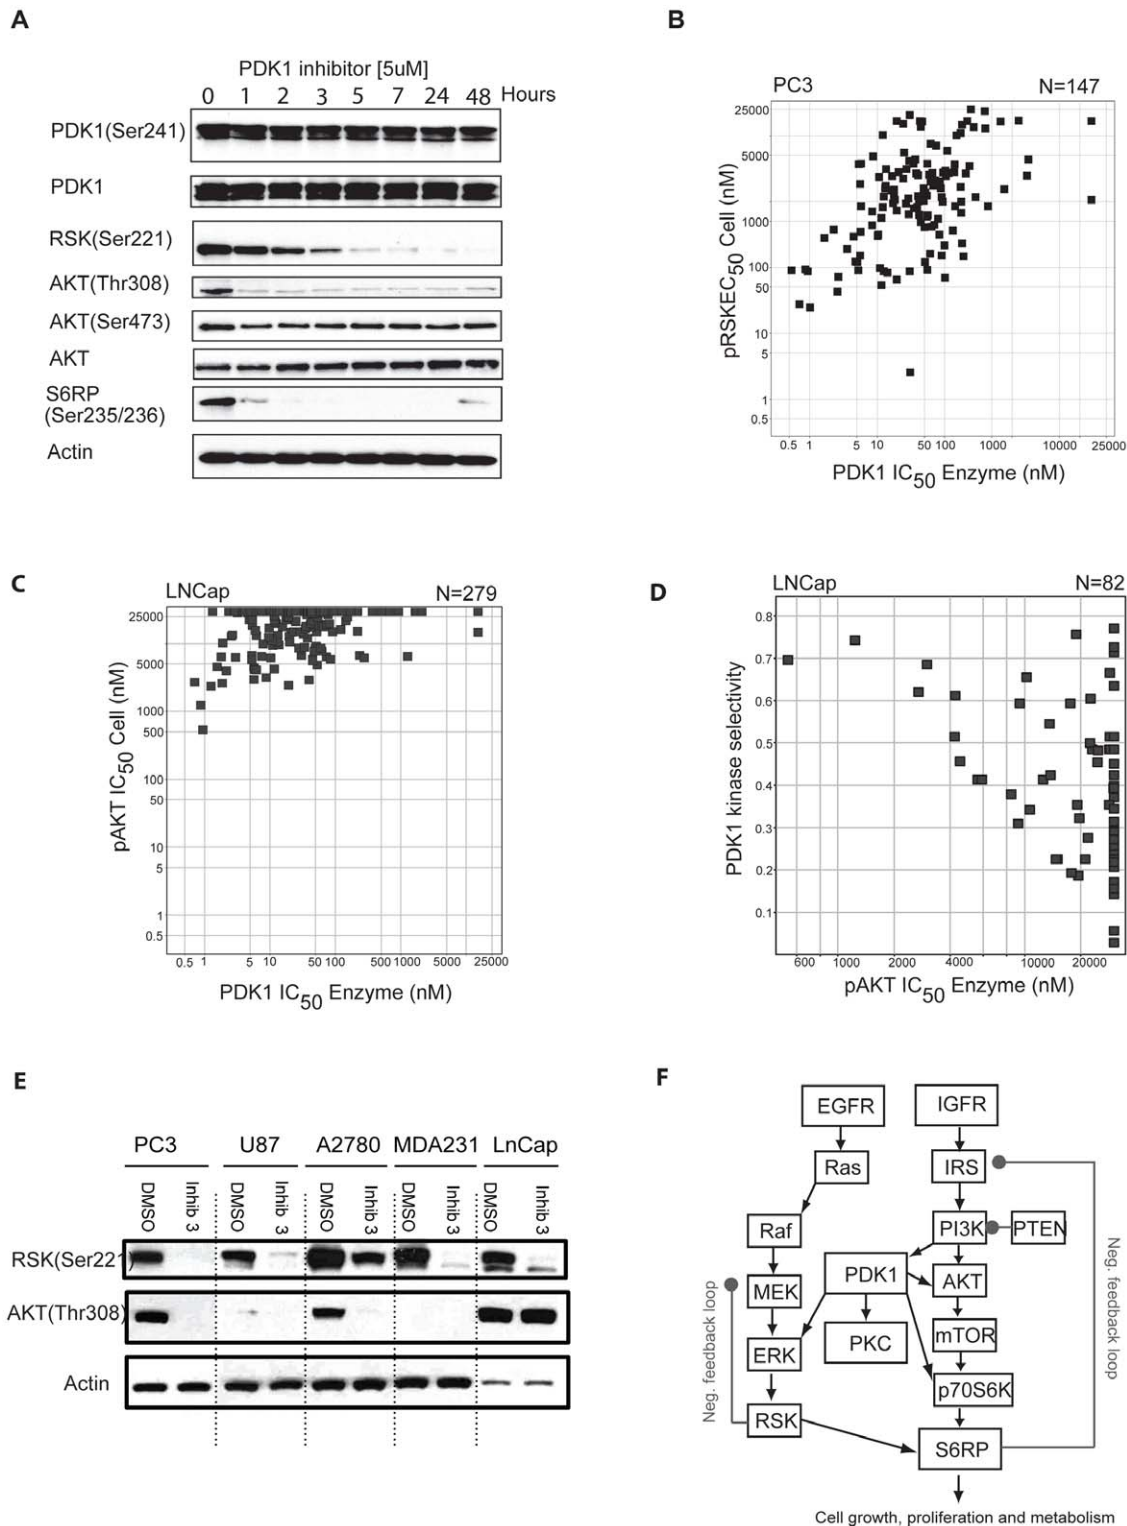 A
PDK1 inhibitor [5uM]
0 1 2 3 5 7 24 48 Hours
PDK1(Ser241)
PDK1
RSK(Ser221)
AKT(Thr308)
AKT(Ser473)
AKT
S6RP
(Ser235/236)
Actin
B
PC3 N=147
pRSKEC50 Cell (nM)
25000
5000
1000
500
100
50
10
5
1
0.5
0.5 1 5 10 50 100 1000 10000 25000
PDK1 IC50 Enzyme (nM)
C
LNCap N=279
pAKT IC50 Cell (nM)
25000
5000
1000
500
100
50
10
5
1
0.5
0.5 1 5 10 50 100 500 1000 5000 25000
PDK1 IC50 Enzyme (nM)
D
LNCap N=82
PDK1 kinase selectivity
0.8
0.7
0.6
0.5
0.4
0.3
0.2
0.1
600 1000 2000 4000 10000 20000
pAKT IC50 Enzyme (nM)
E
PC3 U87 A2780 MDA231 LnCap
DMSO Inhib 3 DMSO Inhib 3 DMSO Inhib 3 DMSO Inhib 3 DMSO Inhib 3
RSK(Ser221)
AKT(Thr308)
Actin
F
EGFR IGFR
Ras IRS
Raf PI3K PTEN
PDK1 AKT
MEK
PKC mTOR
ERK
p70S6K
RSK
S6RP
Neg. feedback loop
Neg. feedback loop
Cell growth, proliferation and metabolism